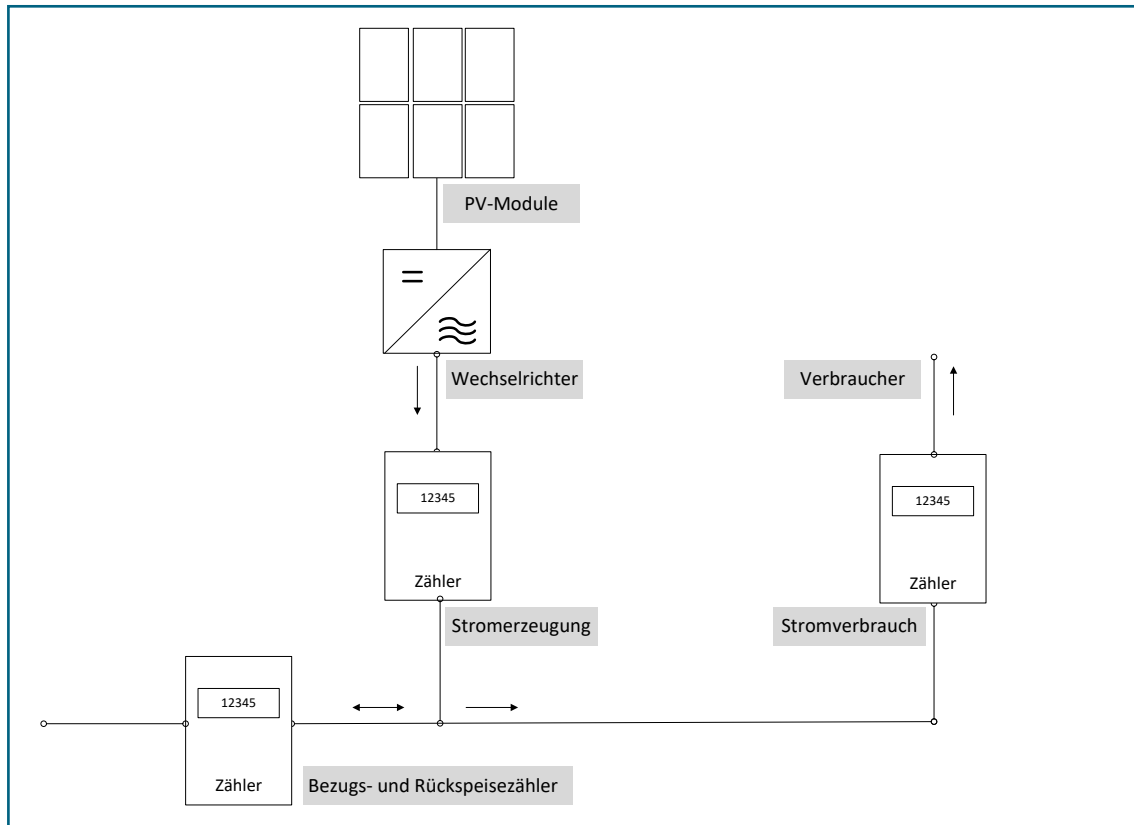 PV-Module
Wechselrichter
Verbraucher
12345
Zähler
12345
Zähler
Stromerzeugung
Stromverbrauch
12345
Zähler
Bezugs- und Rückspeisezähler